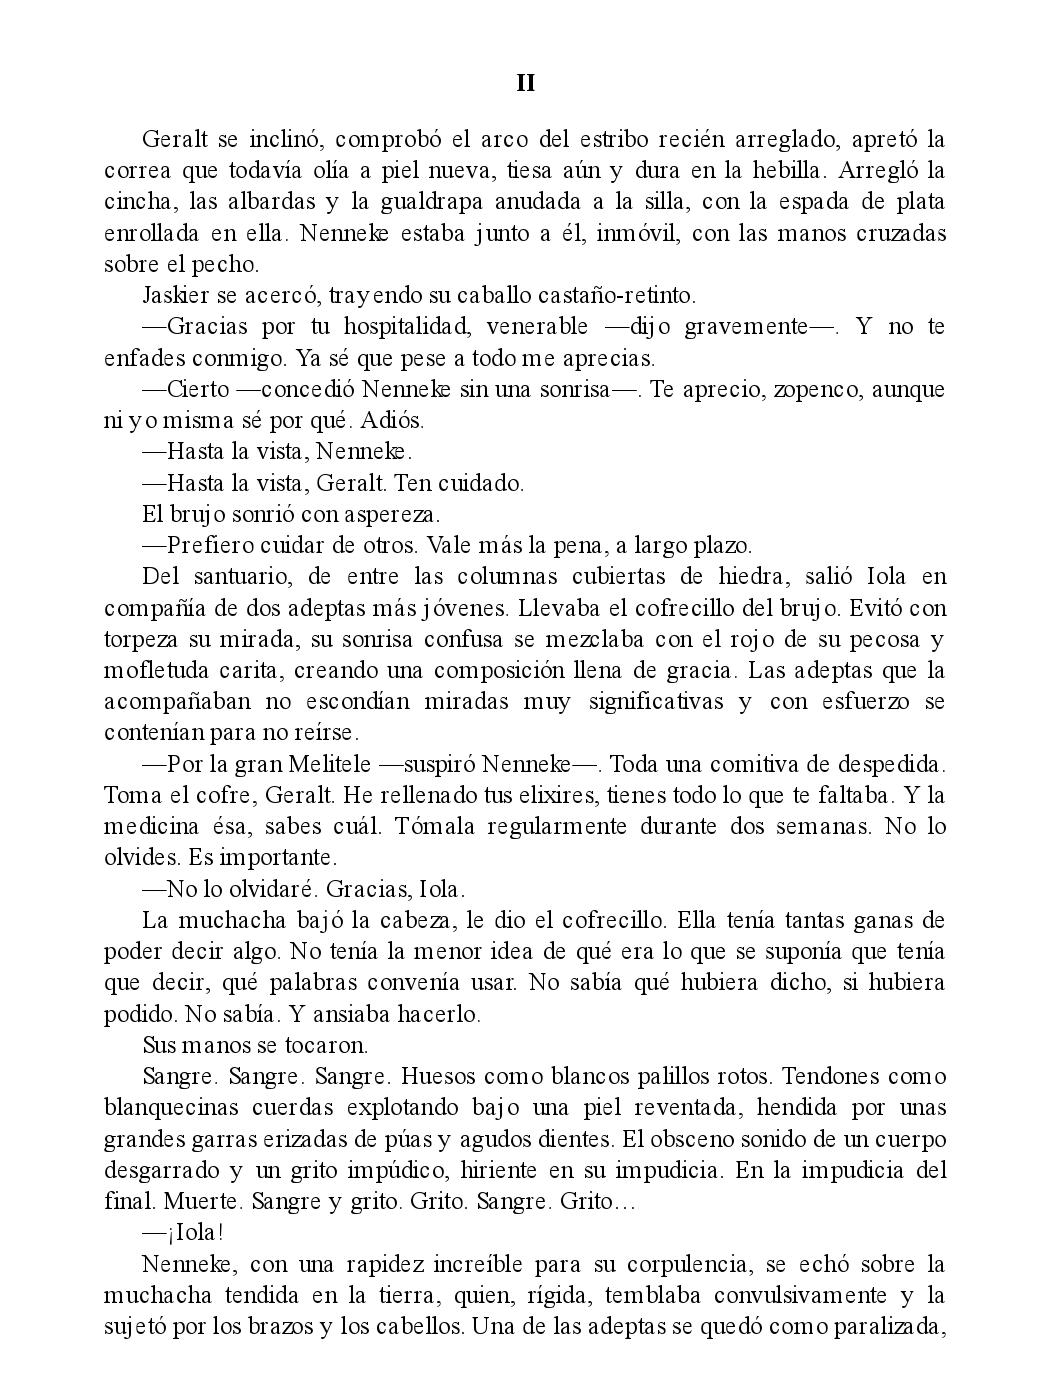 II
Geralt se inclinó, comprobó el arco del estribo recién arreglado, apretó la
correa que todavía olía a piel nueva, tiesa aún y dura en la hebilla. Arregló la
cincha, las albardas y la gualdrapa anudada a la silla, con la espada de plata
enrollada en ella. Nenneke estaba junto a él, inmóvil, con las manos cruzadas
sobre el pecho.
Jaskier se acercó, trayendo su caballo castaño-retinto.
—Gracias por tu hospitalidad, venerable —dijo gravemente—. Y no te
enfades conmigo. Ya sé que pese a todo me aprecias.
—Cierto —concedió Nenneke sin una sonrisa—. Te aprecio, zopenco, aunque
ni yo misma sé por qué. Adiós.
—Hasta la vista, Nenneke.
—Hasta la vista, Geralt. Ten cuidado.
El brujo sonrió con aspereza.
—Prefiero cuidar de otros. Vale más la pena, a largo plazo.
Del santuario, de entre las columnas cubiertas de hiedra, salió Iola en
compañía de dos adeptas más jóvenes. Llevaba el cofrecillo del brujo. Evitó con
torpeza su mirada, su sonrisa confusa se mezclaba con el rojo de su pecosa y
mofletuda carita, creando una composición llena de gracia. Las adeptas que la
acompañaban no escondían miradas muy significativas y con esfuerzo se
contenían para no reírse.
—Por la gran Melitele —suspiró Nenneke—. Toda una comitiva de despedida.
Toma el cofre, Geralt. He rellenado tus elixires, tienes todo lo que te faltaba. Y la
medicina ésa, sabes cuál. Tómala regularmente durante dos semanas. No lo
olvides. Es importante.
—No lo olvidaré. Gracias, Iola.
La muchacha bajó la cabeza, le dio el cofrecillo. Ella tenía tantas ganas de
poder decir algo. No tenía la menor idea de qué era lo que se suponía que tenía
que decir, qué palabras convenía usar. No sabía qué hubiera dicho, si hubiera
podido. No sabía. Y ansiaba hacerlo.
Sus manos se tocaron.
Sangre. Sangre. Sangre. Huesos como blancos palillos rotos. Tendones como
blanquecinas cuerdas explotando bajo una piel reventada, hendida por unas
grandes garras erizadas de púas y agudos dientes. El obsceno sonido de un cuerpo
desgarrado y un grito impúdico, hiriente en su impudicia. En la impudicia del
final. Muerte. Sangre y grito. Grito. Sangre. Grito…
—¡Iola!
Nenneke, con una rapidez increíble para su corpulencia, se echó sobre la
muchacha tendida en la tierra, quien, rígida, temblaba convulsivamente y la
sujetó por los brazos y los cabellos. Una de las adeptas se quedó como paralizada,